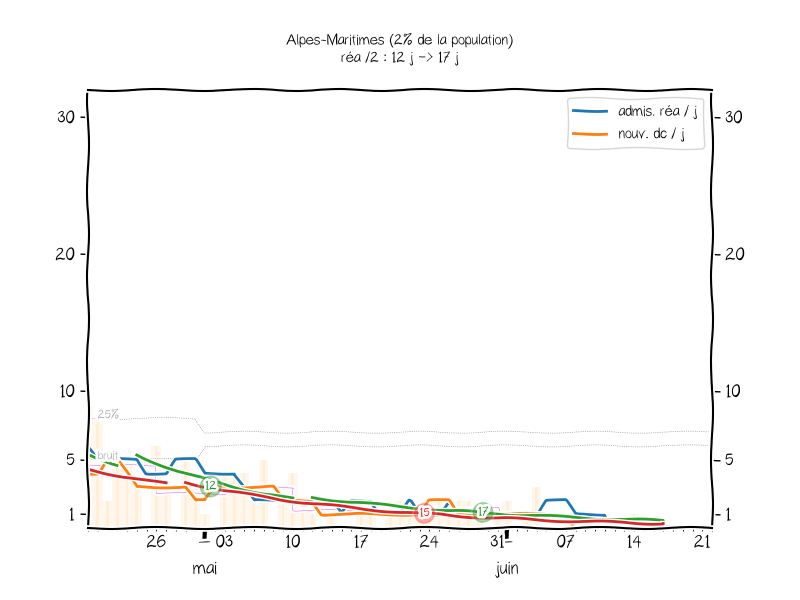 Alpes-Maritimes (2% de la population)
réa /2 : 12 j -> 17 j
admis. réa / j
nouv. dc / j
30 30
20 20
10 10
25%
bruit
5 5
12
15
17
1 1
26 03 10 17 24 31 07 14 21
mai juin